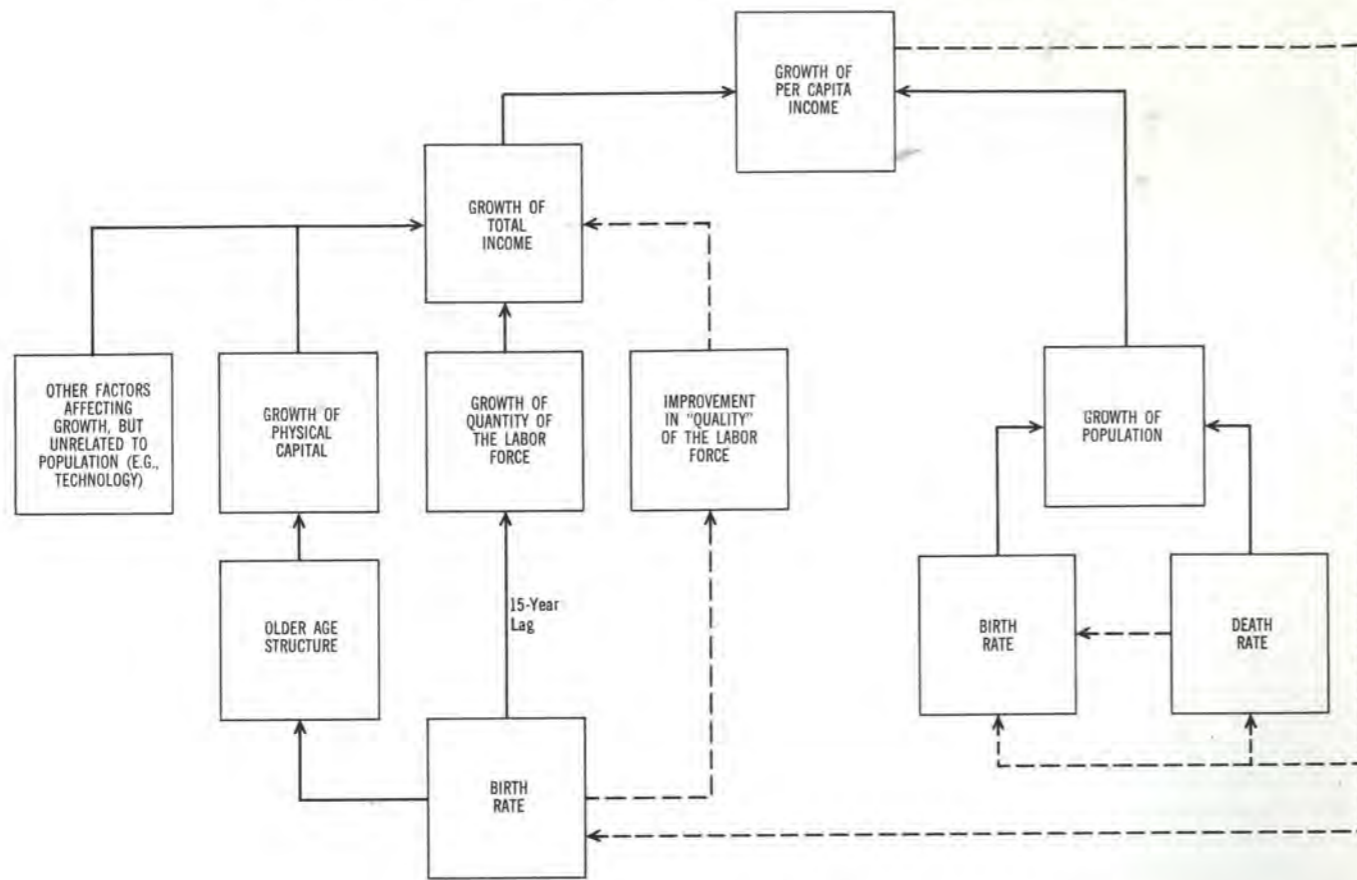 GROWTH OF
PER CAPITA
INCOME
GROWTH OF
TOTAL
INCOME
OTHER FACTORS
AFFECTING
GROWTH, BUT
UNRELATED TO
POPULATION (E.G.,
TECHNOLOGY)
GROWTH OF
PHYSICAL
CAPITAL
GROWTH OF
QUANTITY OF
THE LABOR
FORCE
IMPROVEMENT
IN "QUALITY"
OF THE LABOR
FORCE
GROWTH OF
POPULATION
OLDER AGE
STRUCTURE
15-Year
Lag
BIRTH
RATE
DEATH
RATE
BIRTH
RATE